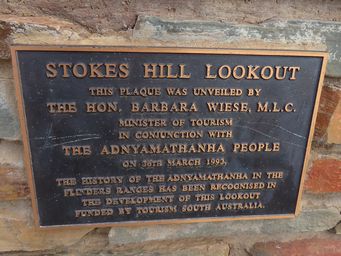 STOKES HILL LOOKOUT
THIS PLAQUE WAS UNVEILED BY
THE HON. BARBARA WIESE, M.L.C.
MINISTER OF TOURISM
IN CONJUNCTION WITH
THE ADNYAMATHANHA PEOPLE
ON 30TH MARCH 1993.
THE HISTORY OF THE ADNYAMATHANHA IN THE
FLINDERS RANGES HAS BEEN RECOGNISED IN
THE DEVELOPMENT OF THIS LOOKOUT
FUNDED BY TOURISM SOUTH AUSTRALIA.